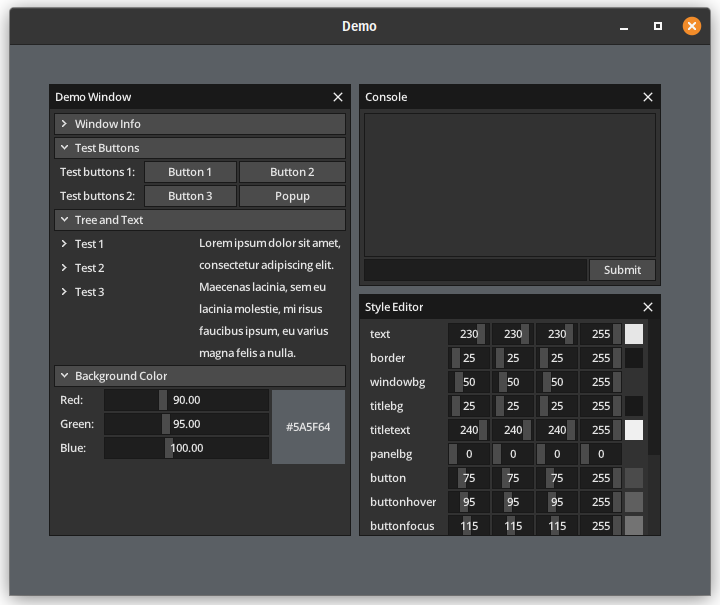 Demo
Demo Window
Window Info
Test Buttons
Test buttons 1: Button 1 Button 2
Test buttons 2: Button 3 Popup
Tree and Text
Test 1
Test 2
Test 3
Lorem ipsum dolor sit amet,
consectetur adipiscing elit.
Maecenas lacinia, sem eu
lacinia molestie, mi risus
faucibus ipsum, eu varius
magna felis a nulla.
Background Color
Red: 90.00
Green: 95.00
Blue: 100.00
#5A5F64
Console
Submit
Style Editor
text 230 230 230 255
border 25 25 25 255
windowbg 50 50 50 255
titlebg 25 25 25 255
titletext 240 240 240 255
panelbg 0 0 0 0
button 75 75 75 255
buttonhover 95 95 95 255
buttonfocus 115 115 115 255